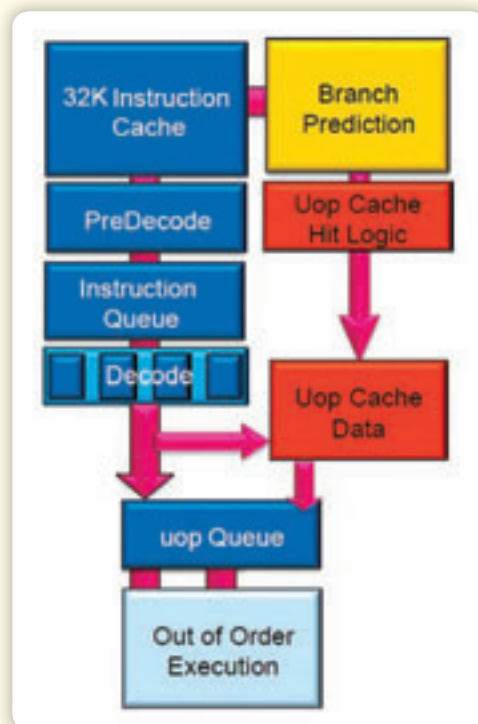 32K Instruction
Cache
Branch
Prediction
PreDecode
Uop Cache
Hit Logic
Instruction
Queue
Decode
Uop Cache
Data
uop Queue
Out of Order
Execution